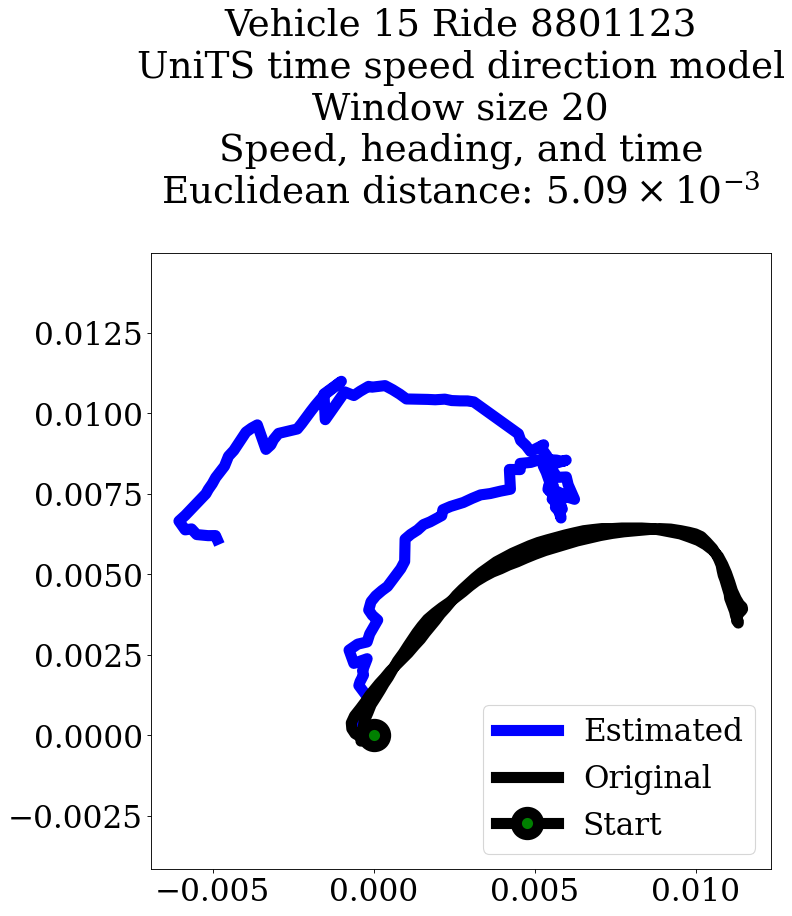 Vehicle 15 Ride 8801123
UniTS time speed direction model
Window size 20
Speed, heading, and time
Euclidean distance: 5.09 × 10⁻³
0.0125
0.0100
0.0075
0.0050
0.0025
0.0000
−0.0025
Estimated
Original
Start
−0.005 0.000 0.005 0.010